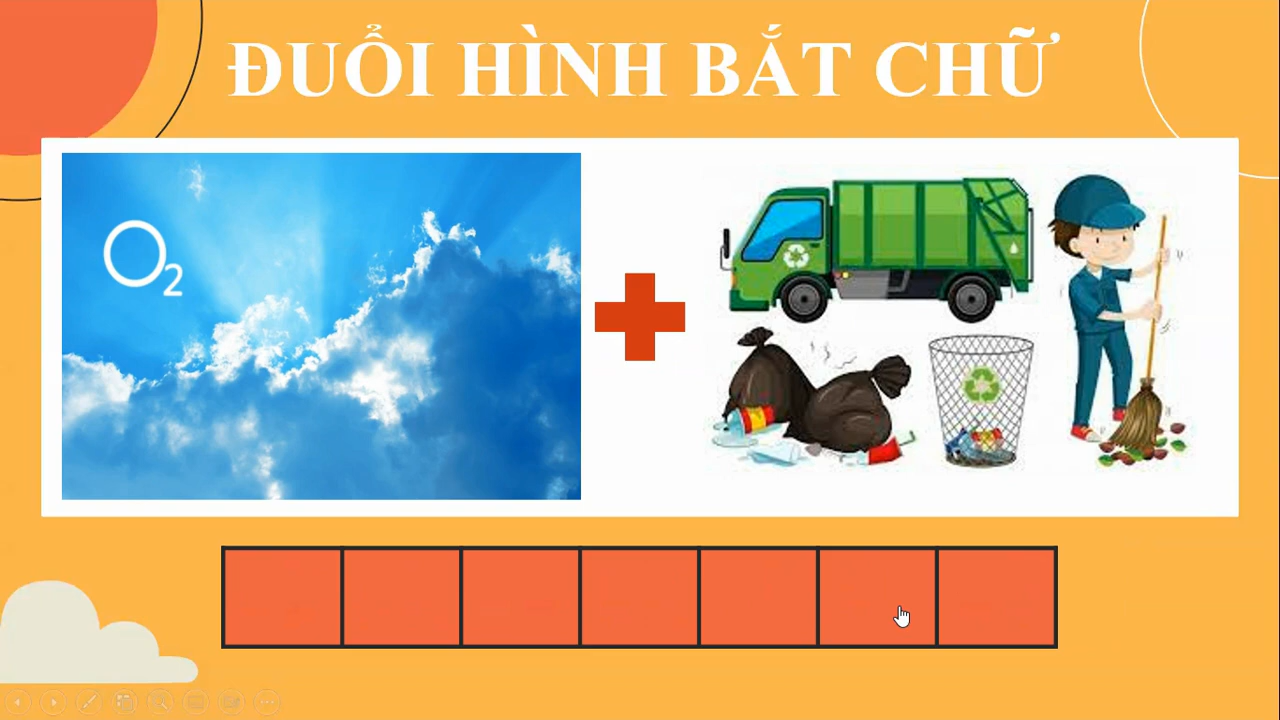 ĐUỔI HÌNH BẮT CHỮ
O₂